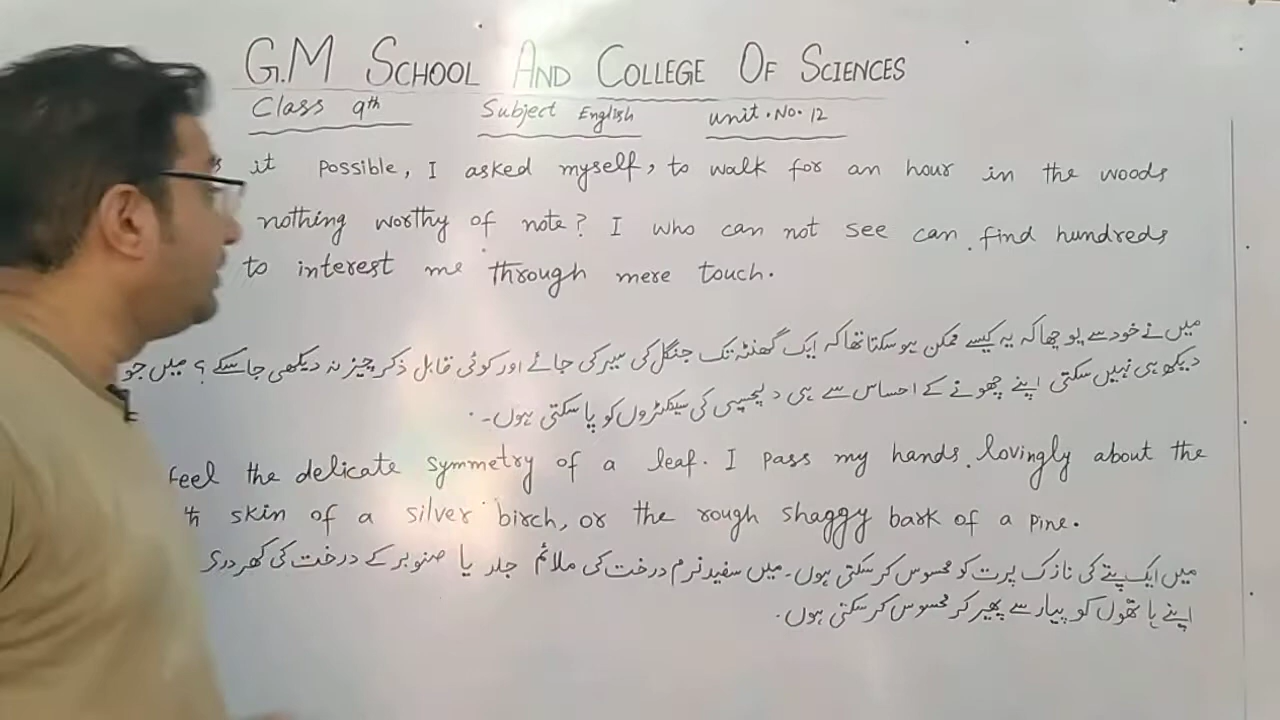 G.M SCHOOL AND COLLEGE OF SCIENCES
Class 9th Subject English unit.No.12
it possible, I asked myself, to walk for an hour in the woods
nothing worthy of note? I who can not see can find hundreds
to interest me through mere touch.
میں نے خود سے پوچھا کہ یہ کیسے ممکن ہو سکتا تھا کہ ایک گھنٹہ تک جنگل کی سیر کی جائے اور کوئی قابل ذکر چیز نہ دیکھی جا سکے؟ میں جو
دیکھ ہی نہیں سکتی اپنے چھونے کے احساس سے ہی دلچسپی کی سینکڑوں کو پا سکتی ہوں۔
feel the delicate symmetry of a leaf. I pass my hands lovingly about the
th skin of a silver birch, or the rough shaggy bark of a pine.
میں ایک پتے کی نازک پرت کو محسوس کر سکتی ہوں۔ میں سفید نرم درخت کی ملائم جلد یا صنوبر کے درخت کی کھردری
اپنے ہاتھوں کو پیار سے پھیر کر محسوس کر سکتی ہوں۔